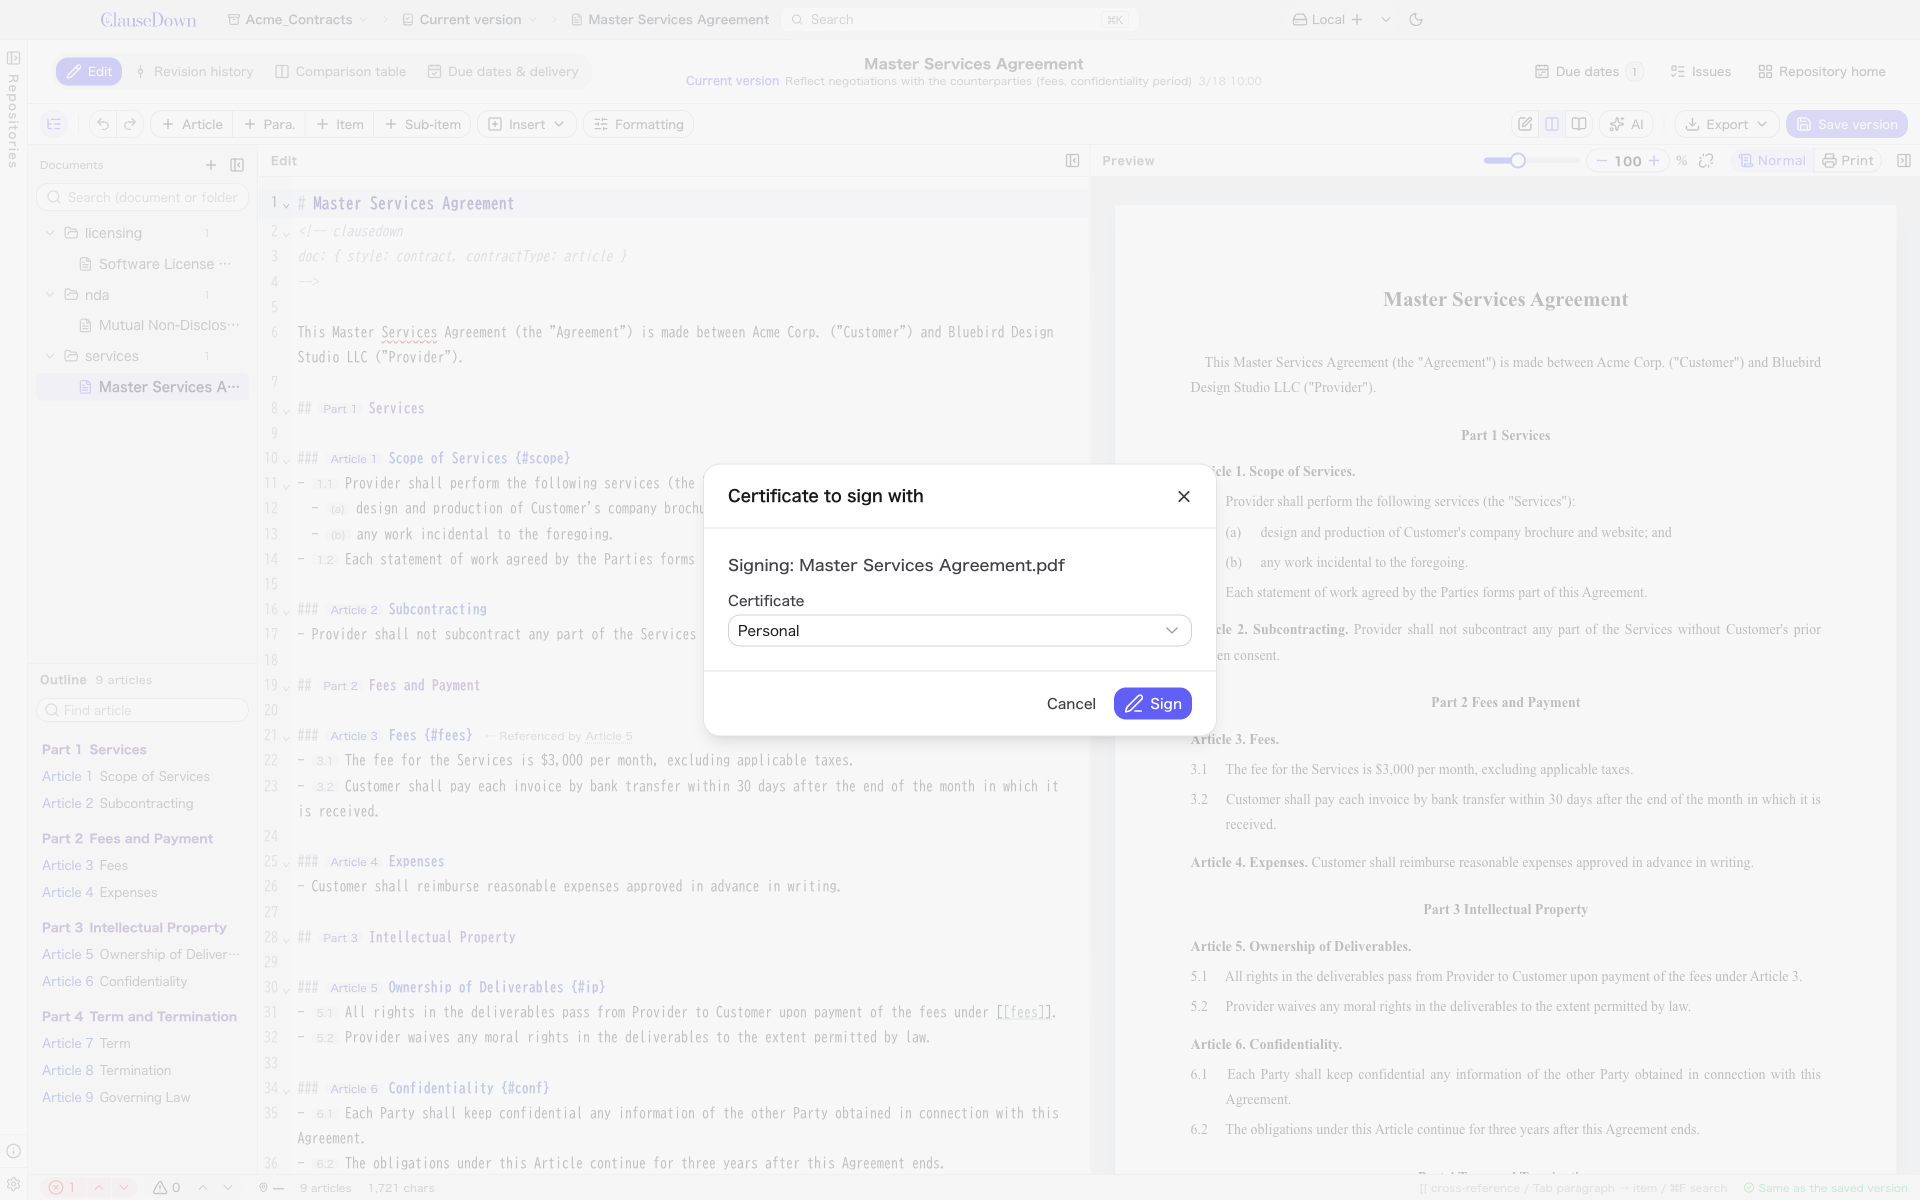 ClauseDown
Acme_Contracts
Current version
Master Services Agreement
Search
⌘K
Local
Edit
Revision history
Comparison table
Due dates & delivery
Master Services Agreement
Current version Reflect negotiations with the counterparties (fees, confidentiality period) 3/18 10:00
Due dates 1
Issues
Repository home
Repositories
Article
Para.
Item
Sub-item
Insert
Formatting
AI
Export
Save version
Documents
Search (document or folder
licensing 1
Software License ···
nda 1
Mutual Non-Disclos···
services 1
Master Services A···
Outline 9 articles
Find article
Part 1 Services
Article 1 Scope of Services
Article 2 Subcontracting
Part 2 Fees and Payment
Article 3 Fees
Article 4 Expenses
Part 3 Intellectual Property
Article 5 Ownership of Deliver···
Article 6 Confidentiality
Part 4 Term and Termination
Article 7 Term
Article 8 Termination
Article 9 Governing Law
Edit
1 # Master Services Agreement
2 <!-- clausedown
3 doc: { style: contract, contractType: article }
4 -->
5
6 This Master Services Agreement (the "Agreement") is made between Acme Corp. ("Customer") and Bluebird Design
Studio LLC ("Provider").
7
8 ## Part 1 Services
9
10 ### Article 1 Scope of Services {#scope}
11 - 1.1 Provider shall perform the following services (the
12 - (a) design and production of Customer's company brochu
13 - (b) any work incidental to the foregoing.
14 - 1.2 Each statement of work agreed by the Parties forms
15
16 ### Article 2 Subcontracting
17 - Provider shall not subcontract any part of the Services
18
19 ## Part 2 Fees and Payment
20
21 ### Article 3 Fees {#fees} ← Referenced by Article 5
22 - 3.1 The fee for the Services is $3,000 per month, excluding applicable taxes.
23 - 3.2 Customer shall pay each invoice by bank transfer within 30 days after the end of the month in which it
is received.
24
25 ### Article 4 Expenses
26 - Customer shall reimburse reasonable expenses approved in advance in writing.
27
28 ## Part 3 Intellectual Property
29
30 ### Article 5 Ownership of Deliverables {#ip}
31 - 5.1 All rights in the deliverables pass from Provider to Customer upon payment of the fees under [[fees]].
32 - 5.2 Provider waives any moral rights in the deliverables to the extent permitted by law.
33
34 ### Article 6 Confidentiality {#conf}
35 - 6.1 Each Party shall keep confidential any information of the other Party obtained in connection with this
Agreement.
36 - 6.2 The obligations under this Article continue for three years after this Agreement ends.
Certificate to sign with
Signing: Master Services Agreement.pdf
Certificate
Personal
Cancel
Sign
Preview
100 %
Normal
Print
Master Services Agreement
This Master Services Agreement (the "Agreement") is made between Acme Corp. ("Customer") and Bluebird
Design Studio LLC ("Provider").
Part 1 Services
icle 1. Scope of Services.
Provider shall perform the following services (the "Services"):
(a) design and production of Customer's company brochure and website; and
(b) any work incidental to the foregoing.
Each statement of work agreed by the Parties forms part of this Agreement.
cle 2. Subcontracting. Provider shall not subcontract any part of the Services without Customer's prior
en consent.
Part 2 Fees and Payment
Article 3. Fees.
3.1 The fee for the Services is $3,000 per month, excluding applicable taxes.
3.2 Customer shall pay each invoice by bank transfer within 30 days after the end of the month in which it is
received.
Article 4. Expenses. Customer shall reimburse reasonable expenses approved in advance in writing.
Part 3 Intellectual Property
Article 5. Ownership of Deliverables.
5.1 All rights in the deliverables pass from Provider to Customer upon payment of the fees under Article 3.
5.2 Provider waives any moral rights in the deliverables to the extent permitted by law.
Article 6. Confidentiality.
6.1 Each Party shall keep confidential any information of the other Party obtained in connection with this
Agreement.
6.2 The obligations under this Article continue for three years after this Agreement ends.
1
0
—
9 articles
1,721 chars
[[ cross-reference / Tab paragraph → item / ⌘F search
Same as the saved version